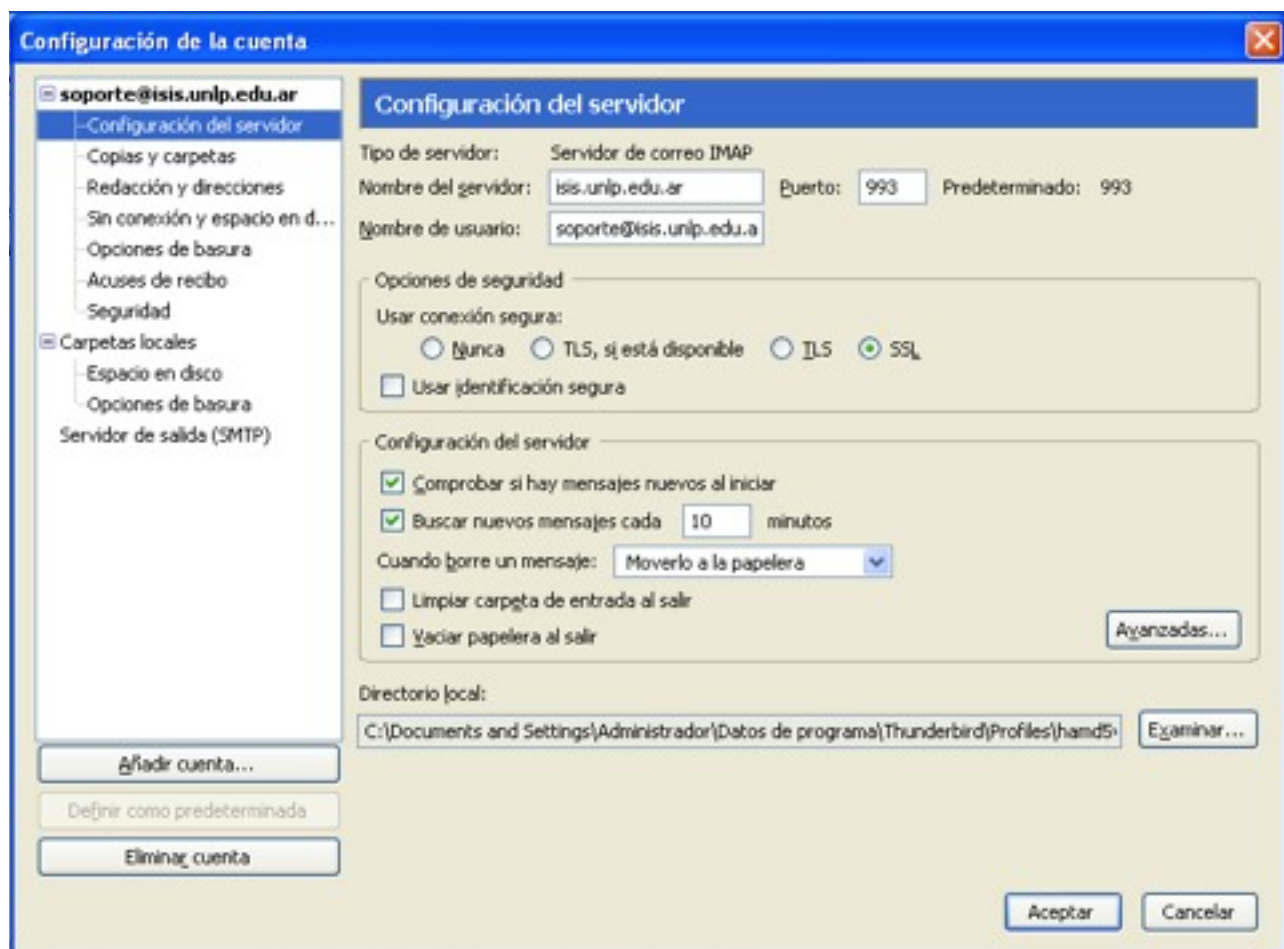 Configuración de la cuenta
soporte@isis.unlp.edu.ar
Configuración del servidor
Copias y carpetas
Redacción y direcciones
Sin conexión y espacio en d...
Opciones de basura
Acuses de recibo
Seguridad
Carpetas locales
Espacio en disco
Opciones de basura
Servidor de salida (SMTP)
Añadir cuenta...
Definir como predeterminada
Eliminar cuenta
Configuración del servidor
Tipo de servidor: Servidor de correo IMAP
Nombre del servidor: isis.unlp.edu.ar Puerto: 993 Predeterminado: 993
Nombre de usuario: soporte@isis.unlp.edu.a
Opciones de seguridad
Usar conexión segura:
Nunca TLS, si está disponible TLS SSL
Usar identificación segura
Configuración del servidor
Comprobar si hay mensajes nuevos al iniciar
Buscar nuevos mensajes cada 10 minutos
Cuando borre un mensaje: Moverlo a la papelera
Limpiar carpeta de entrada al salir
Vaciar papelera al salir
Avanzadas...
Directorio local:
C:\Documents and Settings\Administrador\Datos de programa\Thunderbird\Profiles\hamd5 Examinar...
Aceptar Cancelar